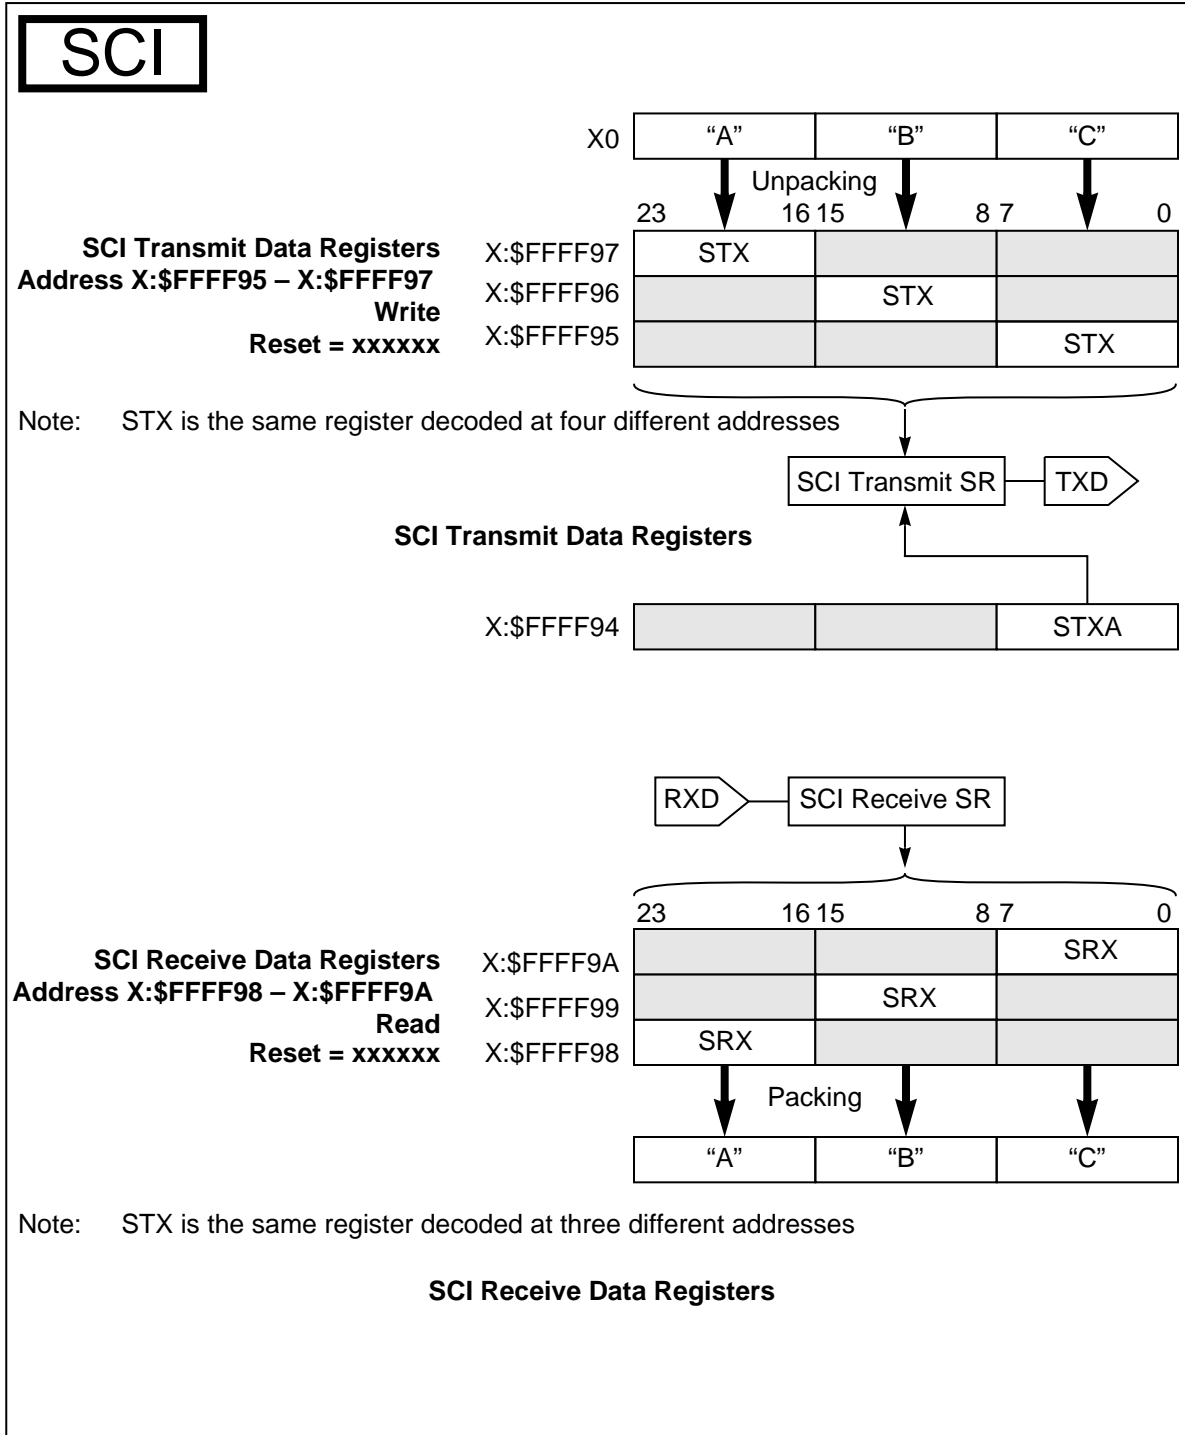 SCI
X0 “A” “B” “C”
Unpacking
23 16 15 8 7 0
SCI Transmit Data Registers
Address X:$FFFF95 – X:$FFFF97
Write
Reset = xxxxxx
X:$FFFF97 STX
X:$FFFF96 STX
X:$FFFF95 STX
Note: STX is the same register decoded at four different addresses
SCI Transmit SR TXD
SCI Transmit Data Registers
X:$FFFF94 STXA
RXD SCI Receive SR
23 16 15 8 7 0
SCI Receive Data Registers
Address X:$FFFF98 – X:$FFFF9A
Read
Reset = xxxxxx
X:$FFFF9A SRX
X:$FFFF99 SRX
X:$FFFF98 SRX
Packing
“A” “B” “C”
Note: STX is the same register decoded at three different addresses
SCI Receive Data Registers